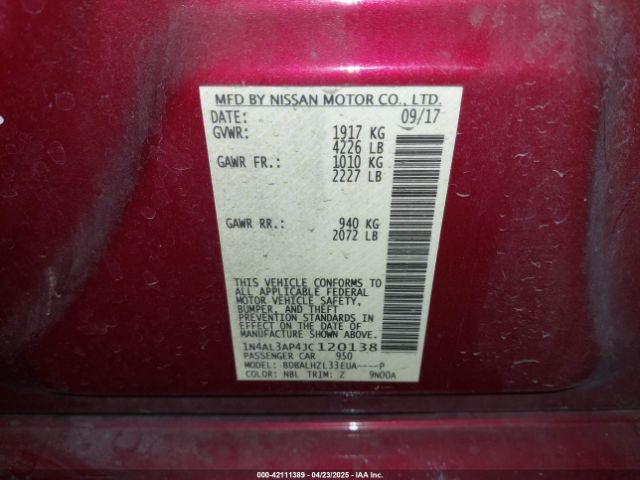 MFD BY NISSAN MOTOR CO., LTD.
DATE: 09/17
GVWR: 1917 KG
4226 LB
GAWR FR.: 1010 KG
2227 LB
GAWR RR.: 940 KG
2072 LB
THIS VEHICLE CONFORMS TO
ALL APPLICABLE FEDERAL
MOTOR VEHICLE SAFETY,
BUMPER, AND THEFT
PREVENTION STANDARDS IN
EFFECT ON THE DATE OF
MANUFACTURE SHOWN ABOVE.
1N4AL3AP4JC120138
PASSENGER CAR 950
MODEL: BDBALHZL33EUA----P
COLOR: NBL TRIM: Z 9N00A
000-42111389 - 04/23/2025 - IAA Inc.